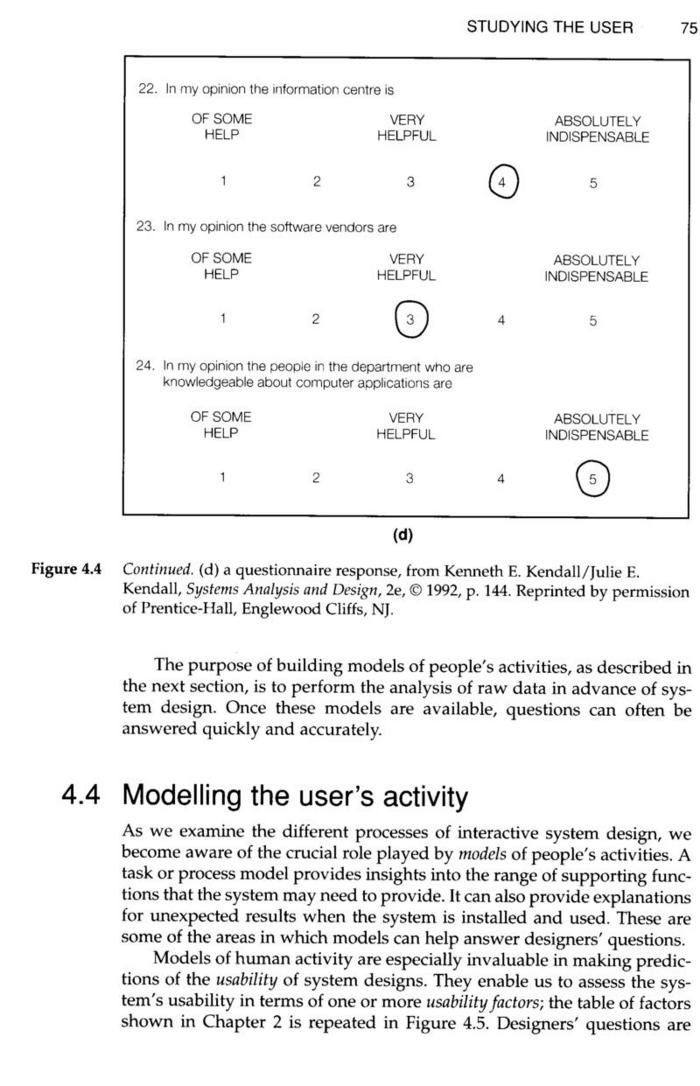 STUDYING THE USER 75
22. In my opinion the information centre is
OF SOME VERY ABSOLUTELY
HELP HELPFUL INDISPENSABLE
1 2 3 4 5
23. In my opinion the software vendors are
OF SOME VERY ABSOLUTELY
HELP HELPFUL INDISPENSABLE
1 2 3 4 5
24. In my opinion the people in the department who are
knowledgeable about computer applications are
OF SOME VERY ABSOLUTELY
HELP HELPFUL INDISPENSABLE
1 2 3 4 5
(d)
Figure 4.4 Continued. (d) a questionnaire response, from Kenneth E. Kendall/Julie E.
Kendall, Systems Analysis and Design, 2e, © 1992, p. 144. Reprinted by permission
of Prentice-Hall, Englewood Cliffs, NJ.
The purpose of building models of people's activities, as described in
the next section, is to perform the analysis of raw data in advance of sys-
tem design. Once these models are available, questions can often be
answered quickly and accurately.
4.4 Modelling the user's activity
As we examine the different processes of interactive system design, we
become aware of the crucial role played by models of people's activities. A
task or process model provides insights into the range of supporting func-
tions that the system may need to provide. It can also provide explanations
for unexpected results when the system is installed and used. These are
some of the areas in which models can help answer designers' questions.
Models of human activity are especially invaluable in making predic-
tions of the usability of system designs. They enable us to assess the sys-
tem's usability in terms of one or more usability factors; the table of factors
shown in Chapter 2 is repeated in Figure 4.5. Designers' questions are